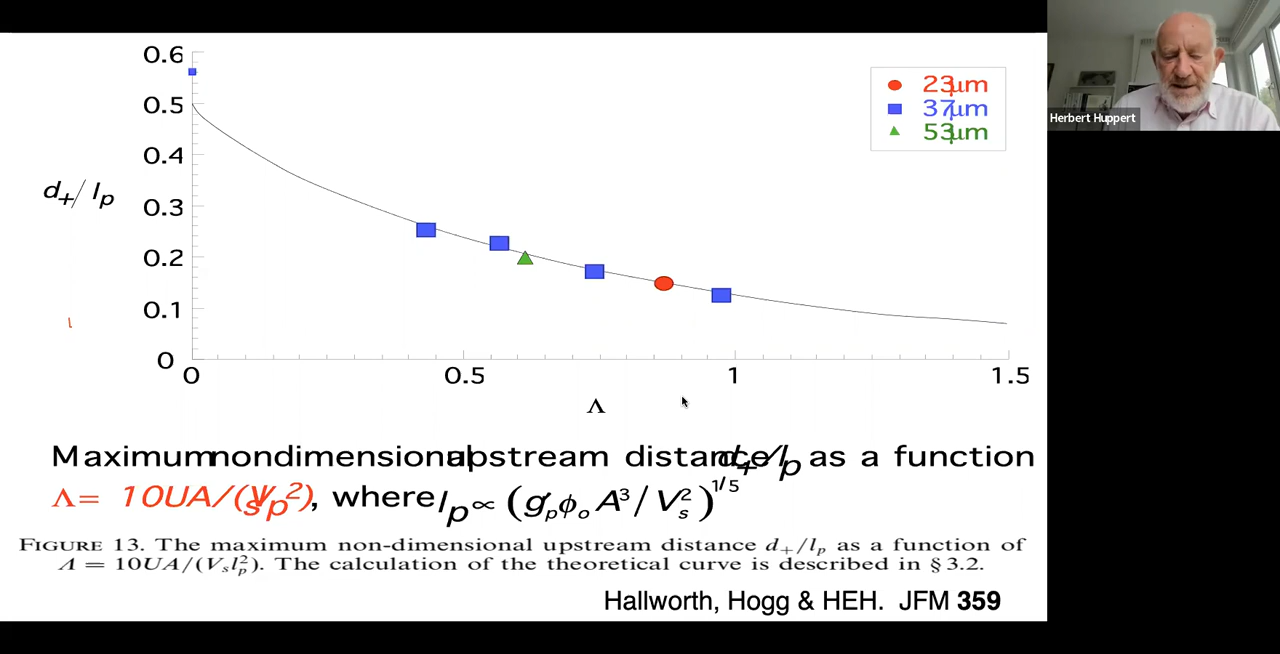 0.6
0.5
0.4
0.3
0.2
0.1
0
d₊/lₚ
0 0.5 1 1.5
Λ
23μm
37μm
53μm
Herbert Huppert
Maximum nondimensional upstream distance d₊/lₚ as a function
Λ= 10UA/(Vₛlₚ²), where lₚ∝ (g'ₚϕₒ A³/Vₛ²)^1/5
FIGURE 13. The maximum non-dimensional upstream distance d₊/lₚ as a function of
Λ = 10UA/(Vₛlₚ²). The calculation of the theoretical curve is described in § 3.2.
Hallworth, Hogg & HEH. JFM 359